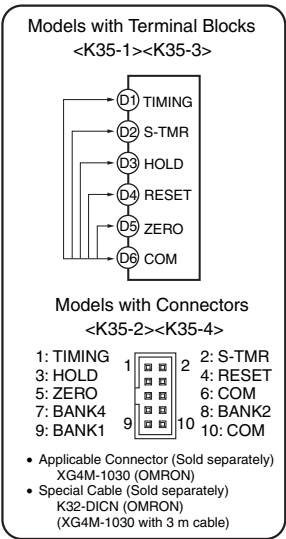 Models with Terminal Blocks
<K35-1><K35-3>
D1 TIMING
D2 S-TMR
D3 HOLD
D4 RESET
D5 ZERO
D6 COM
Models with Connectors
<K35-2><K35-4>
1: TIMING 1 2 2: S-TMR
3: HOLD 4: RESET
5: ZERO 6: COM
7: BANK4 8: BANK2
9: BANK1 9 10 10: COM
• Applicable Connector (Sold separately)
XG4M-1030 (OMRON)
• Special Cable (Sold separately)
K32-DICN (OMRON)
(XG4M-1030 with 3 m cable)